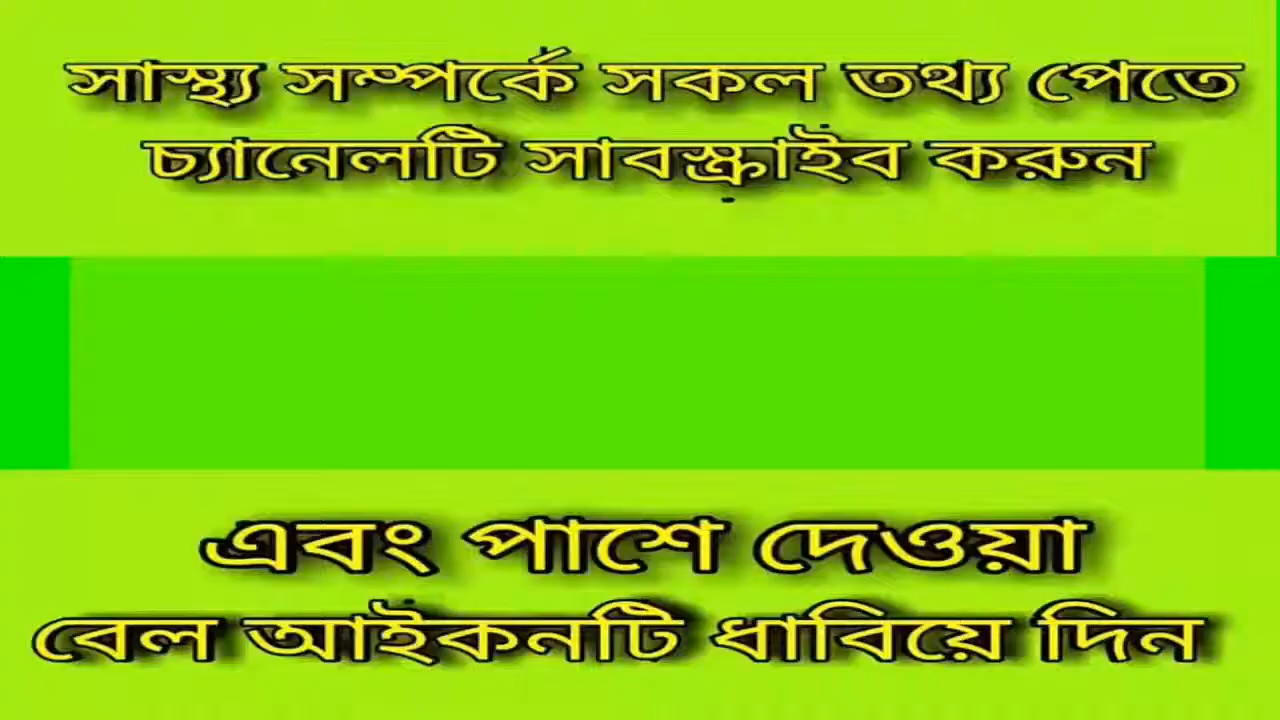 সাস্থ্য সম্পর্কে সকল তথ্য পেতে
চ্যানেলটি সাবস্ক্রাইব করুন
এবং পাশে দেওয়া
বেল আইকনটি ধাবিয়ে দিন